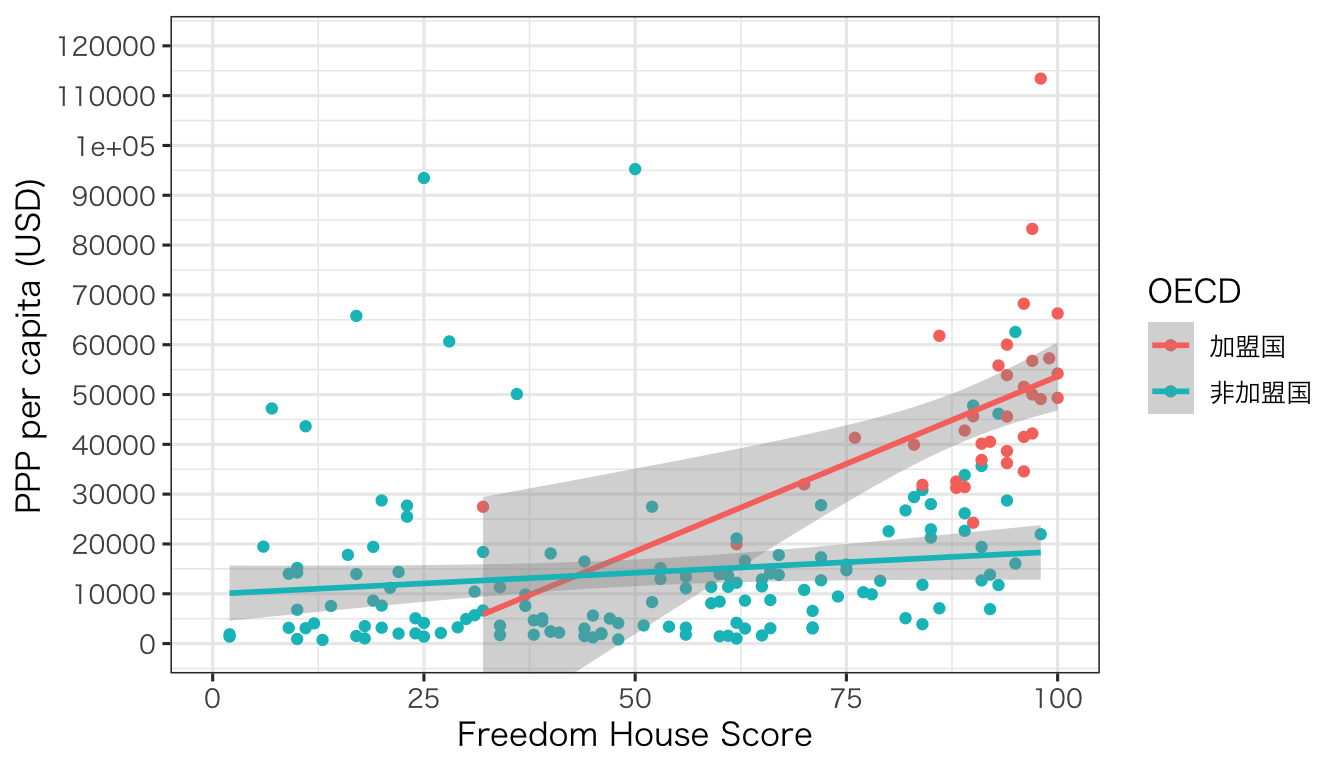 120000
110000
1e+05
90000
80000
70000
60000
50000
40000
30000
20000
10000
0
PPP per capita (USD)
0 25 50 75 100
Freedom House Score
OECD
加盟国
非加盟国